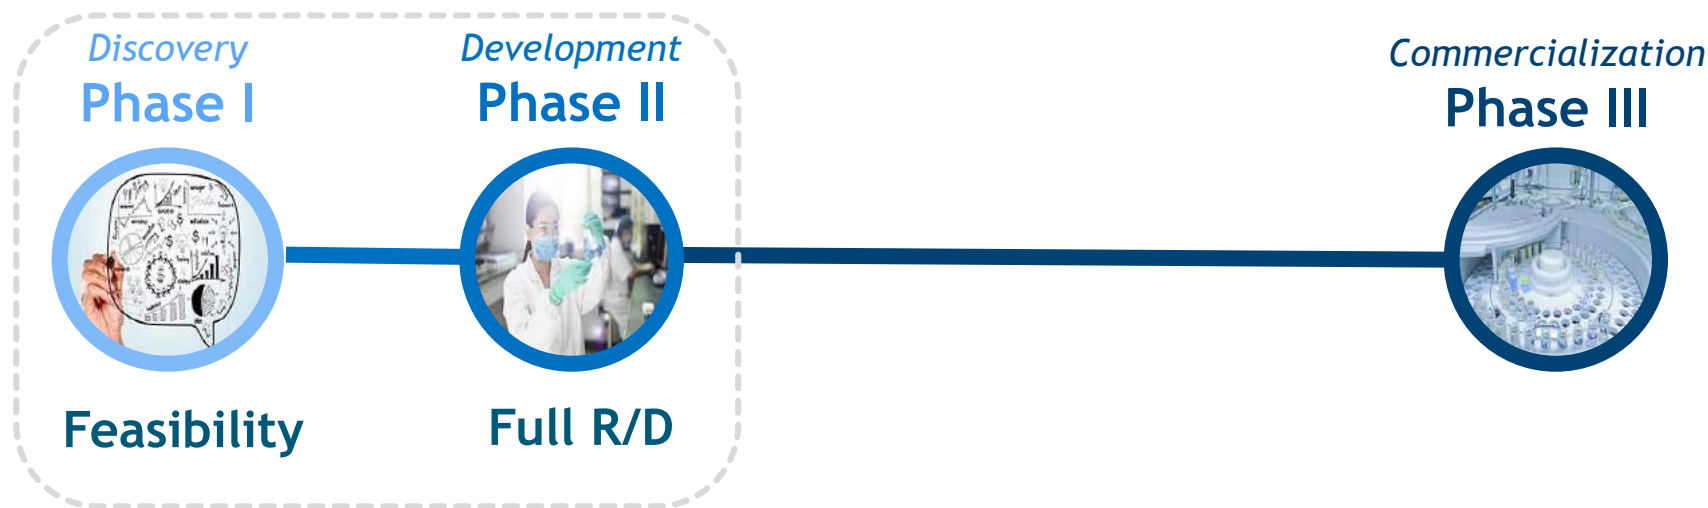 Discovery
Phase I
Feasibility
Development
Phase II
Full R/D
Commercialization
Phase III